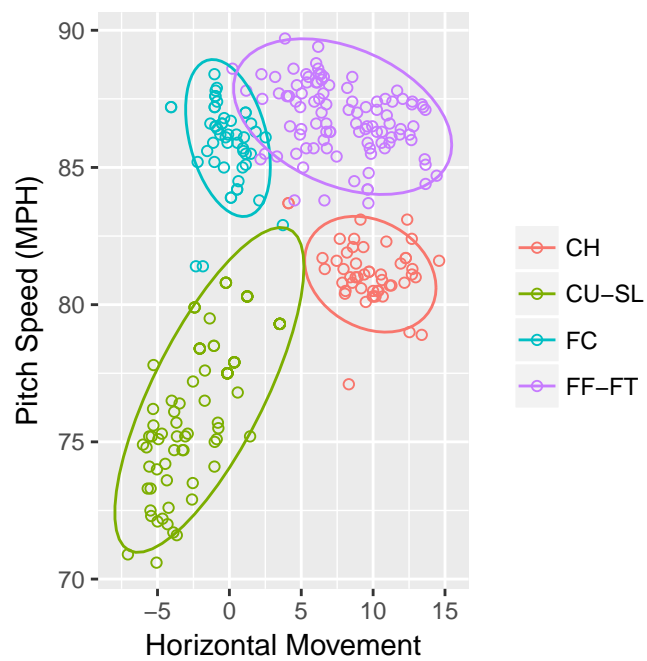 90
85
80
75
70
Pitch Speed (MPH)
−5
0
5
10
15
Horizontal Movement
CH
CU−SL
FC
FF−FT